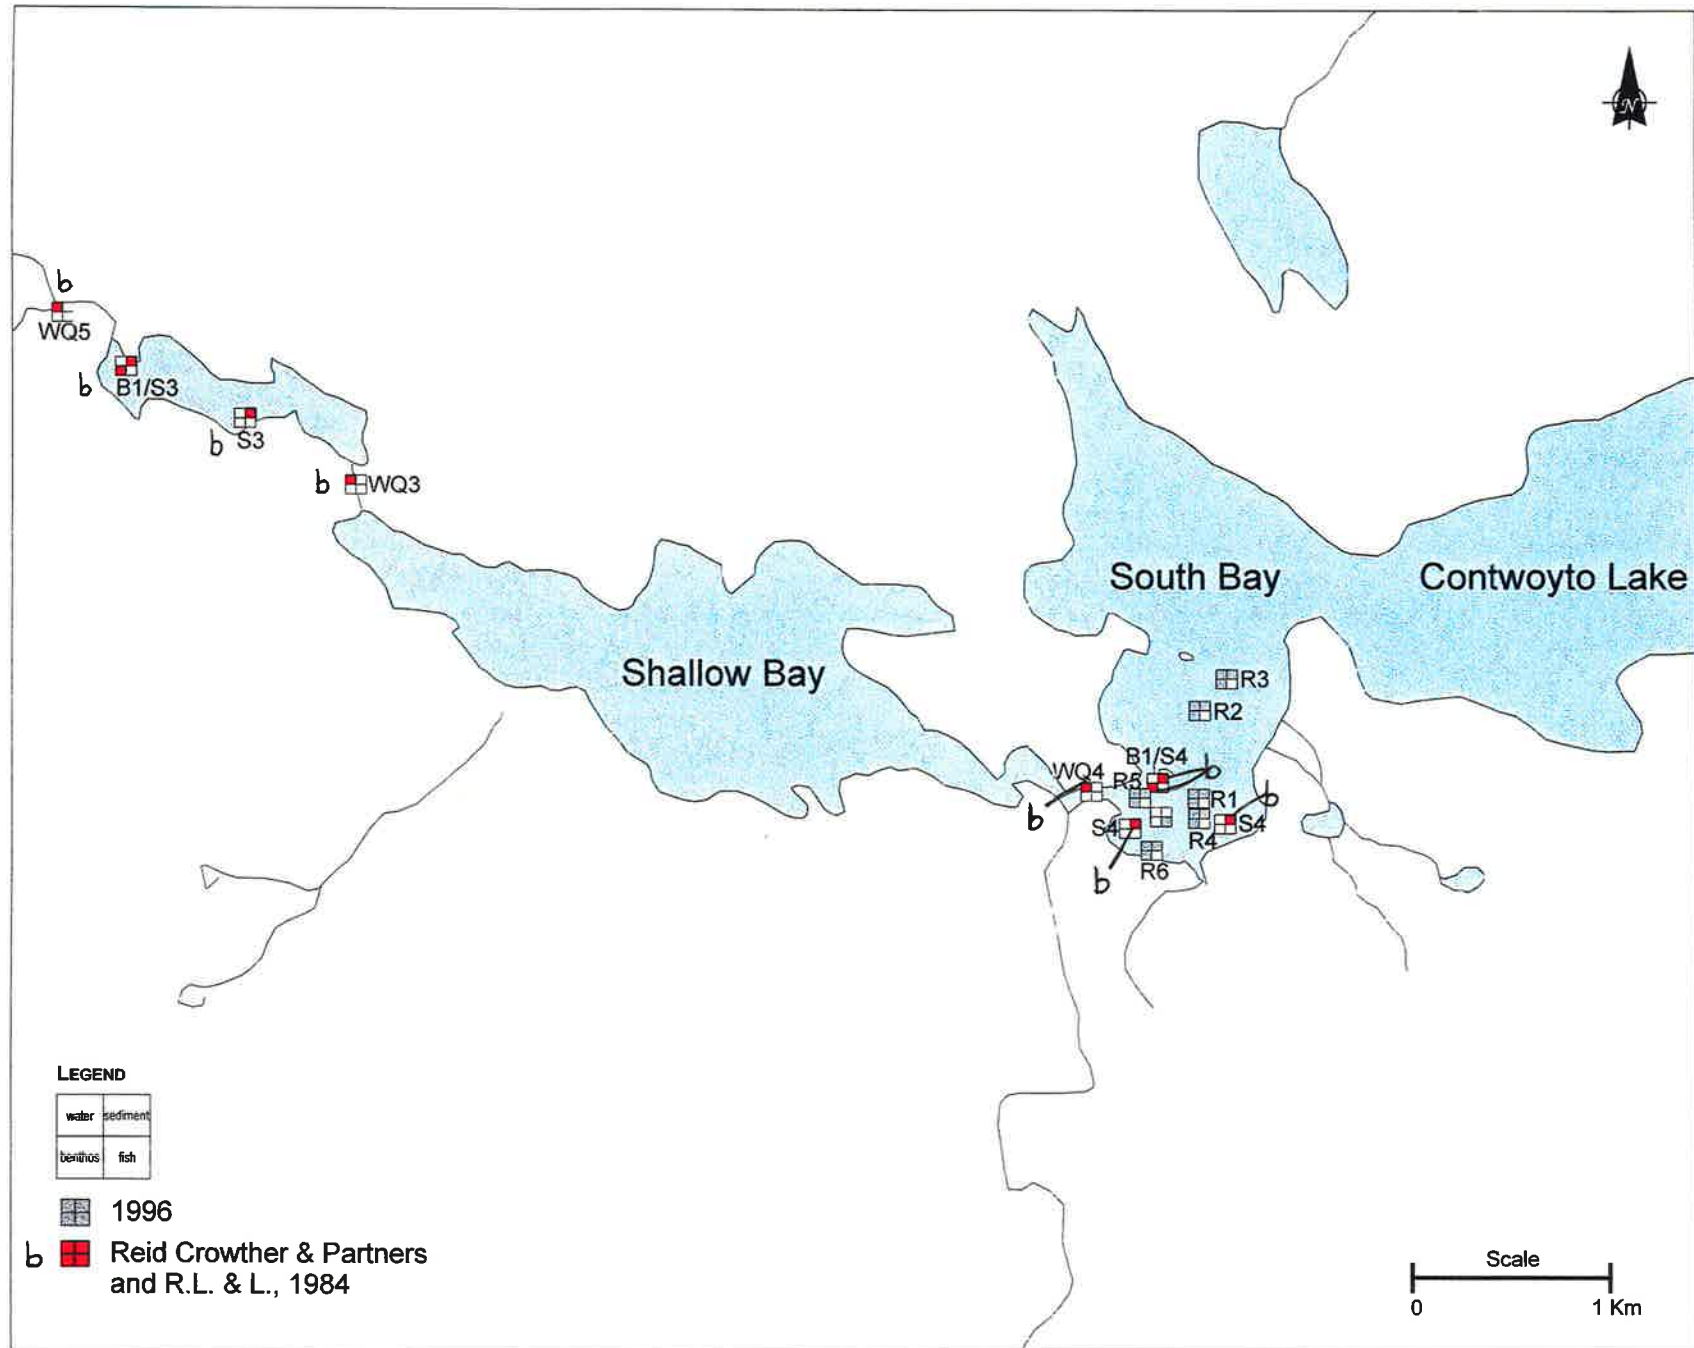 N
b
WQ5
b
B1/S3
b
S3
b
WQ3
South Bay
Contwoyto Lake
Shallow Bay
R3
R2
B1/S4
b
WQ4
R5
R1
b
b
S4
S4
R4
R6
b
LEGEND
water sediment
benthos fish
1996
b Reid Crowther & Partners
and R.L. & L., 1984
Scale
0 1 Km